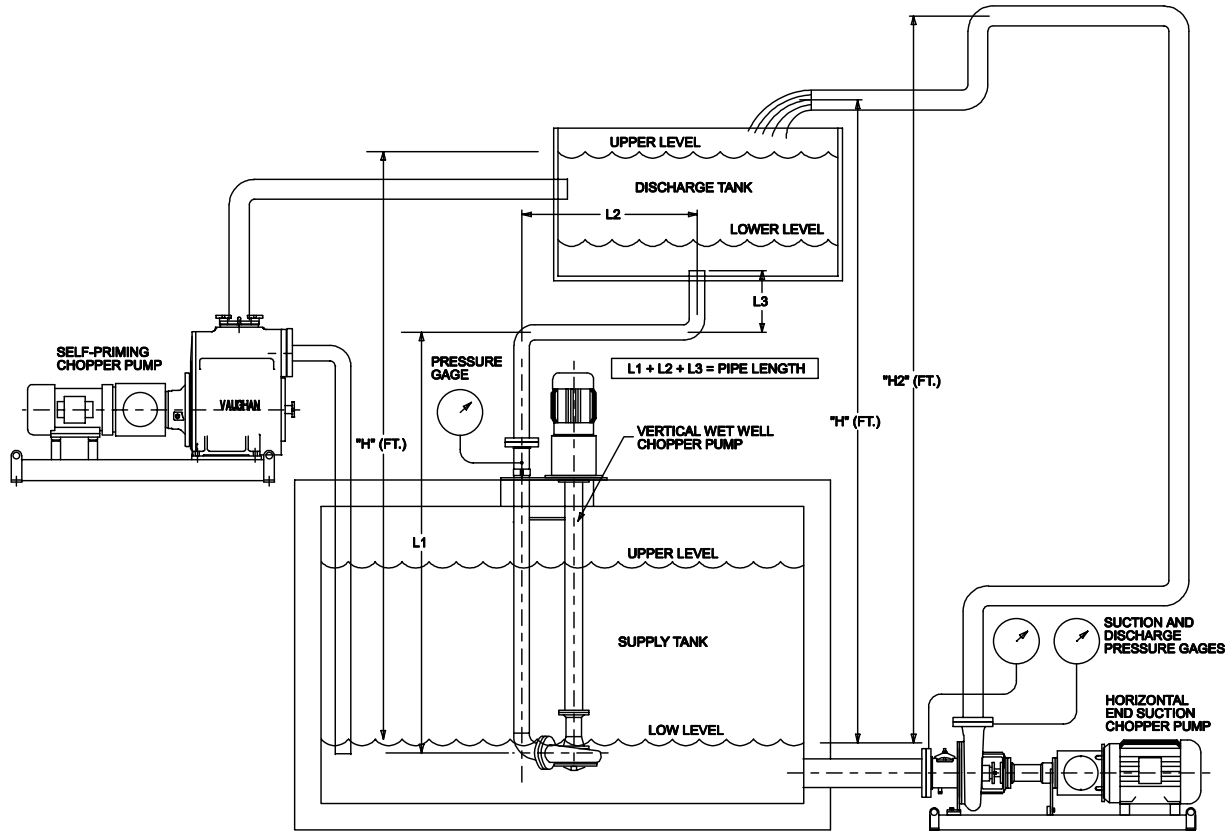 UPPER LEVEL
DISCHARGE TANK
L2
LOWER LEVEL
L3
SELF-PRIMING
CHOPPER PUMP
VAUGHAN
PRESSURE
GAGE
L1 + L2 + L3 = PIPE LENGTH
"H" (FT.)
"H" (FT.)
"H2" (FT.)
VERTICAL WET WELL
CHOPPER PUMP
L1
UPPER LEVEL
SUPPLY TANK
LOW LEVEL
SUCTION AND
DISCHARGE
PRESSURE GAGES
HORIZONTAL
END SUCTION
CHOPPER PUMP